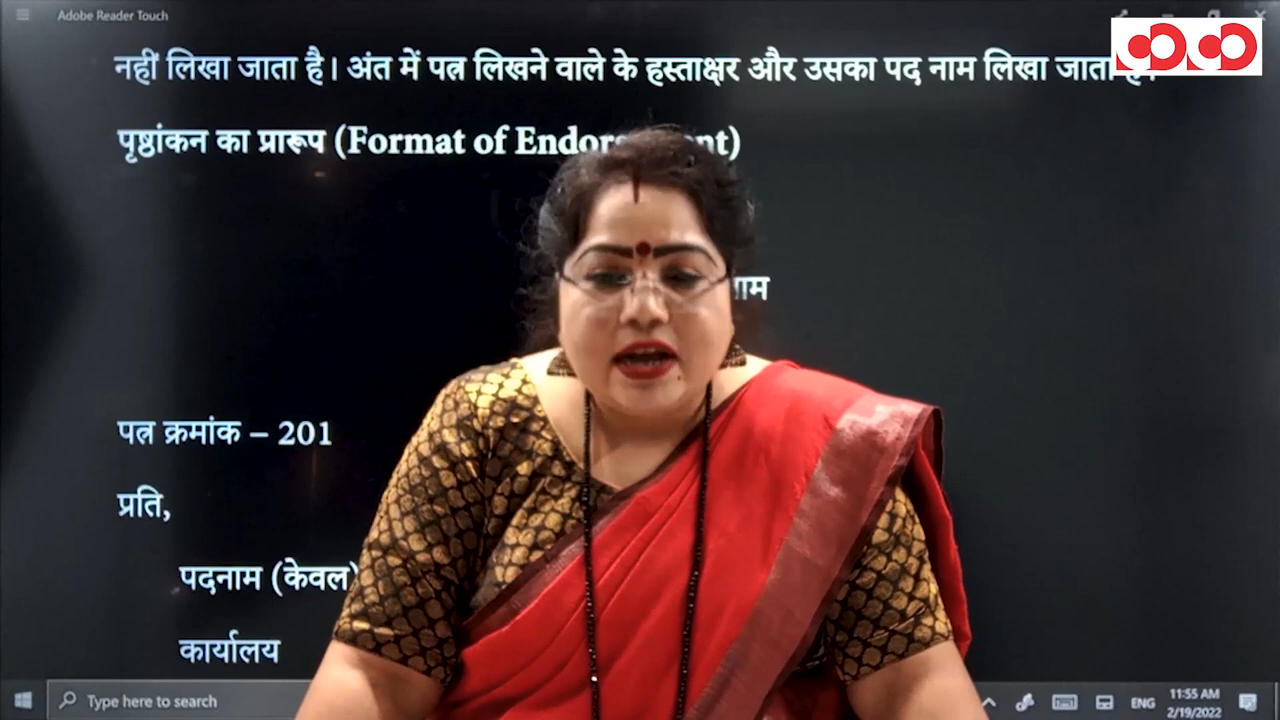 Adobe Reader Touch
नहीं लिखा जाता है। अंत में पत्र लिखने वाले के हस्ताक्षर और उसका पद नाम लिखा जाता है।
पृष्ठांकन का प्रारूप (Format of Endorsement)
पत्र क्रमांक – 201
प्रति,
पदनाम (केवल)
कार्यालय
Type here to search
ENG
11:55 AM
2/19/2022